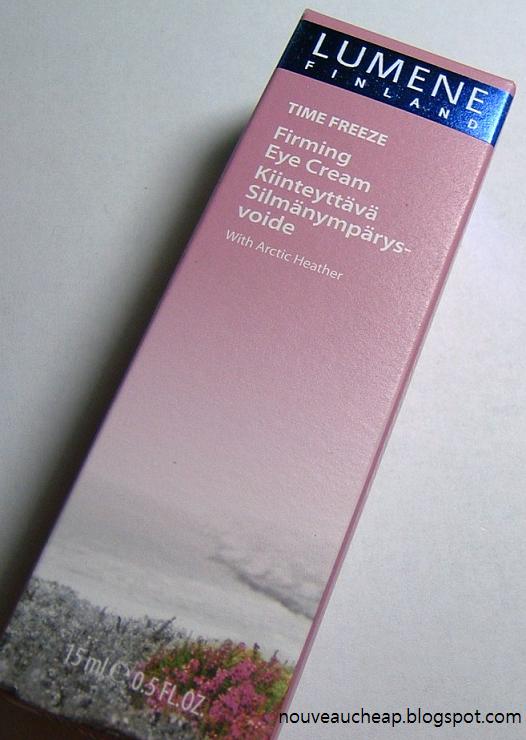 LUMENE
FINLAND
TIME FREEZE
Firming
Eye Cream
Kiinteyttävä
Silmänympärys-
voide
With Arctic Heather
15 ml ℮ 0.5 FL.OZ.
nouveaucheap.blogspot.com